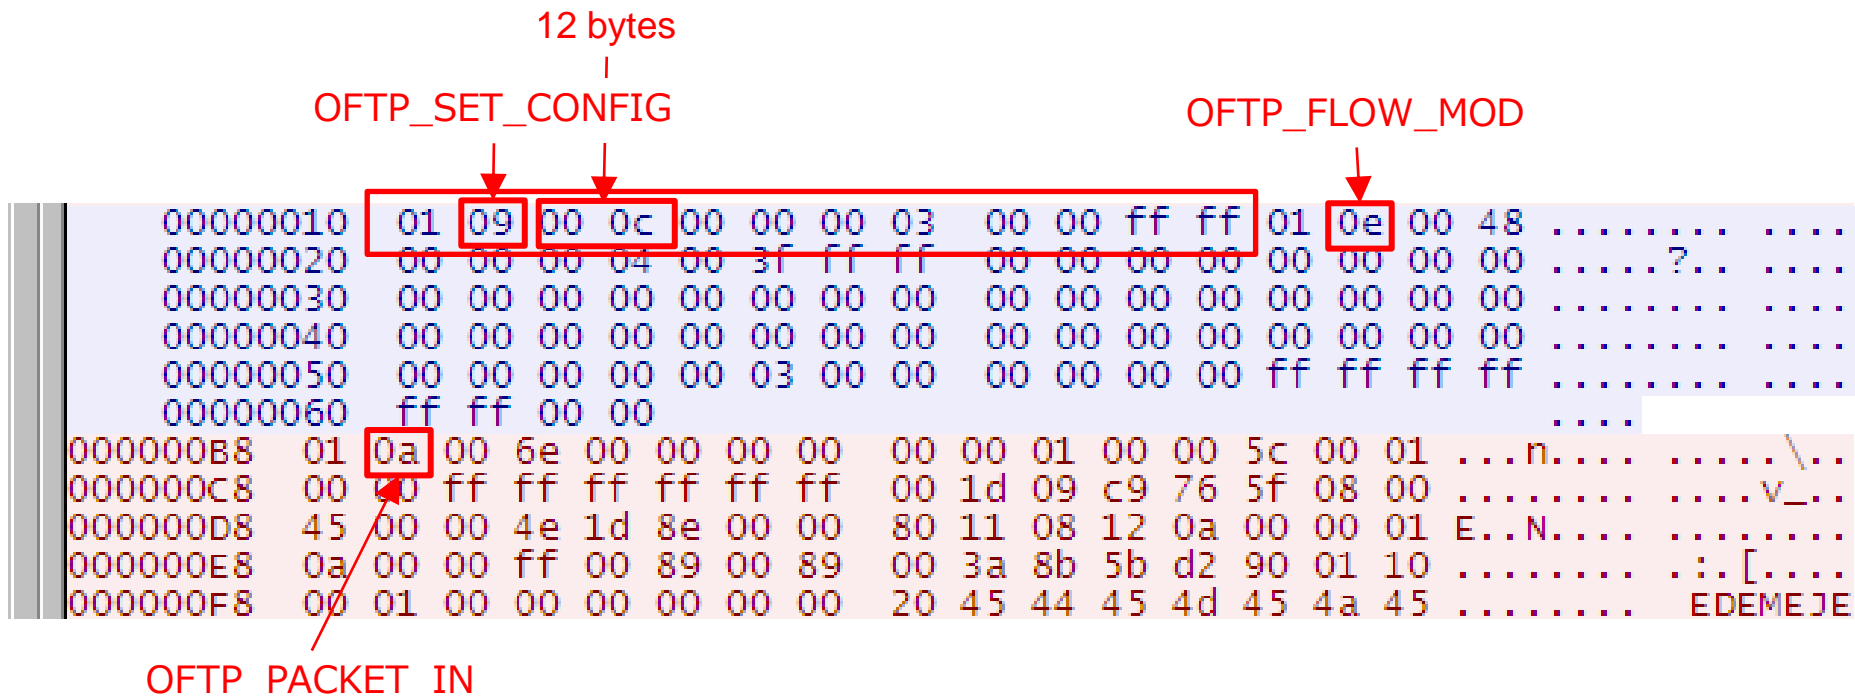 12 bytes
OFTP_SET_CONFIG
OFTP_FLOW_MOD
00000010 01 09 00 0c 00 00 00 03 00 00 ff ff 01 0e 00 48 ........ ....
00000020 00 00 00 04 00 3f ff ff 00 00 00 00 00 00 00 00 .....?.. ....
00000030 00 00 00 00 00 00 00 00 00 00 00 00 00 00 00 00 ........ ....
00000040 00 00 00 00 00 00 00 00 00 00 00 00 00 00 00 00 ........ ....
00000050 00 00 00 00 00 03 00 00 00 00 00 00 ff ff ff ff ........ ....
00000060 ff ff 00 00 ....
000000B8 01 0a 00 6e 00 00 00 00 00 00 01 00 00 5c 00 01 ...n.... .....\..
000000C8 00 00 ff ff ff ff ff ff 00 1d 09 c9 76 5f 08 00 ........ ....v_..
000000D8 45 00 00 4e 1d 8e 00 00 80 11 08 12 0a 00 00 01 E..N.... ........
000000E8 0a 00 00 ff 00 89 00 89 00 3a 8b 5b d2 90 01 10 ........ .:.[....
000000F8 00 01 00 00 00 00 00 00 20 45 44 45 4d 45 4a 45 ........ EDEMEJE
OFTP PACKET IN